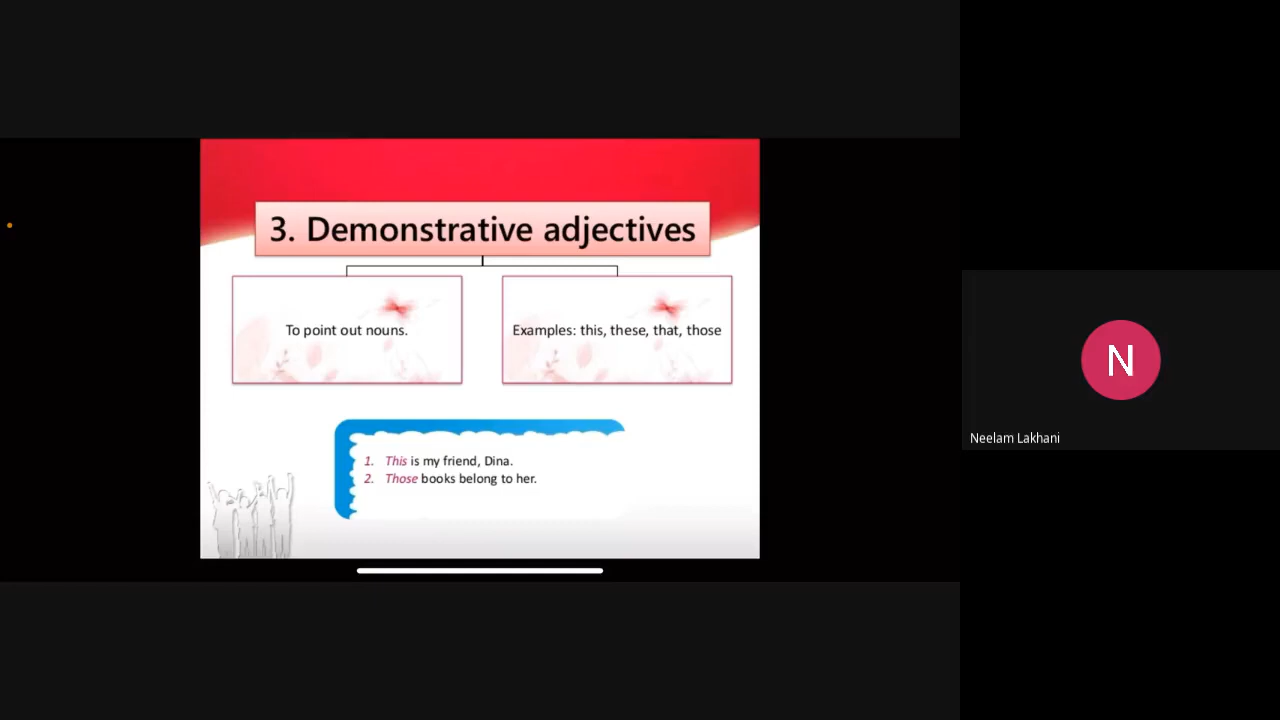 3. Demonstrative adjectives
To point out nouns.
Examples: this, these, that, those
1. This is my friend, Dina.
2. Those books belong to her.
N
Neelam Lakhani